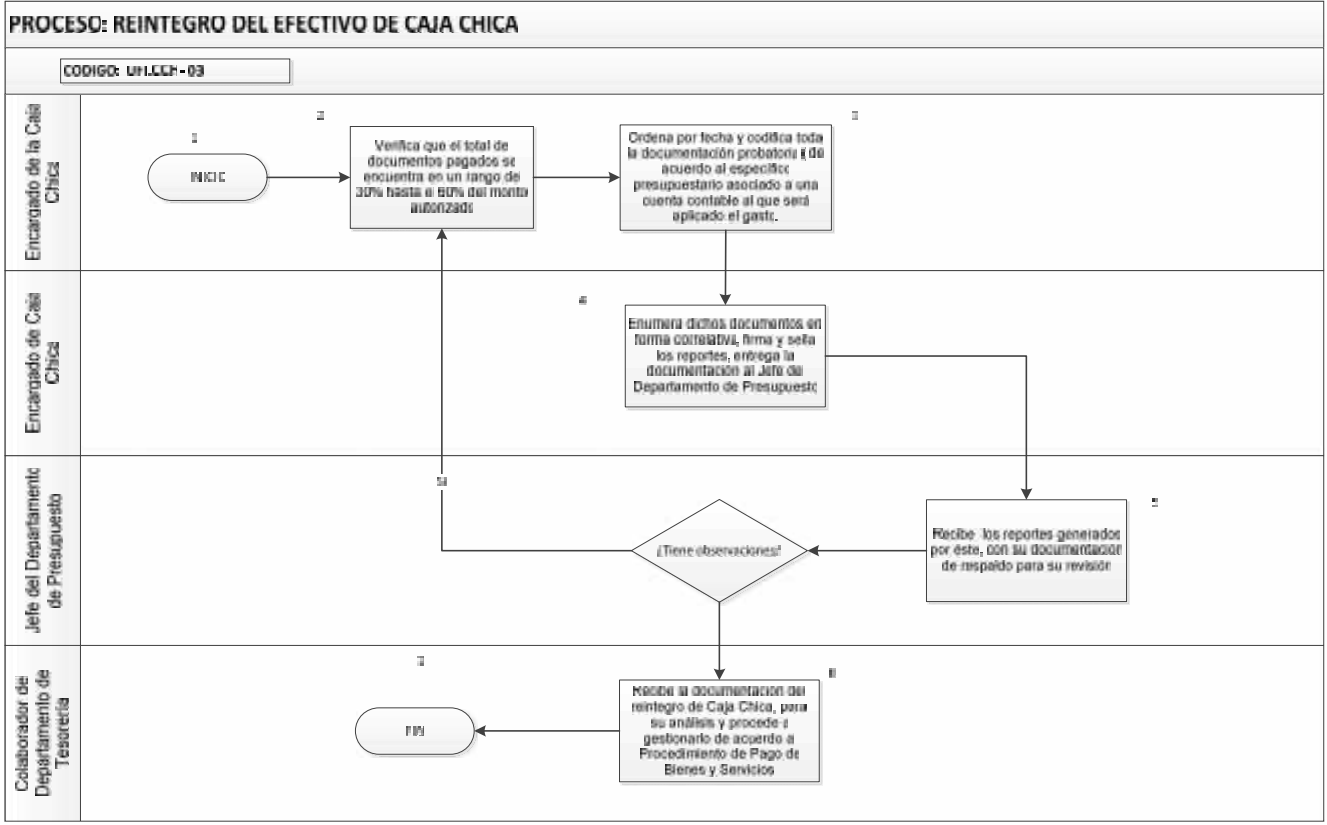 PROCESO: REINTEGRO DEL EFECTIVO DE CAJA CHICA
CODIGO: UFI.CCH-03
Encargado de la Caja
Chica
INICIO
Verifica que el total de
documentos pagados se
encuentra en un rango de
30% hasta el 60% del monto
autorizado
Ordena por fecha y codifica toda
la documentación probatoria y de
acuerdo al específico
presupuestario asociado a una
cuenta contable al que será
aplicado el gasto.
Encargado de Caja
Chica
4
Enumera dichos documentos en
forma correlativa, firma y sella
los reportes, entrega la
documentación al Jefe de
Departamento de Presupuesto
Jefe del Departamento
de Presupuesto
¿Tiene observaciones?
Recibe los reportes generados
por éste, con su documentación
de respaldo para su revisión
Colaborador de
Departamento de
Tesorería
FIN
Recibe la documentación del
reintegro de Caja Chica, para
su análisis y procede a
gestionarlo de acuerdo a
Procedimiento de Pago de
Bienes y Servicios